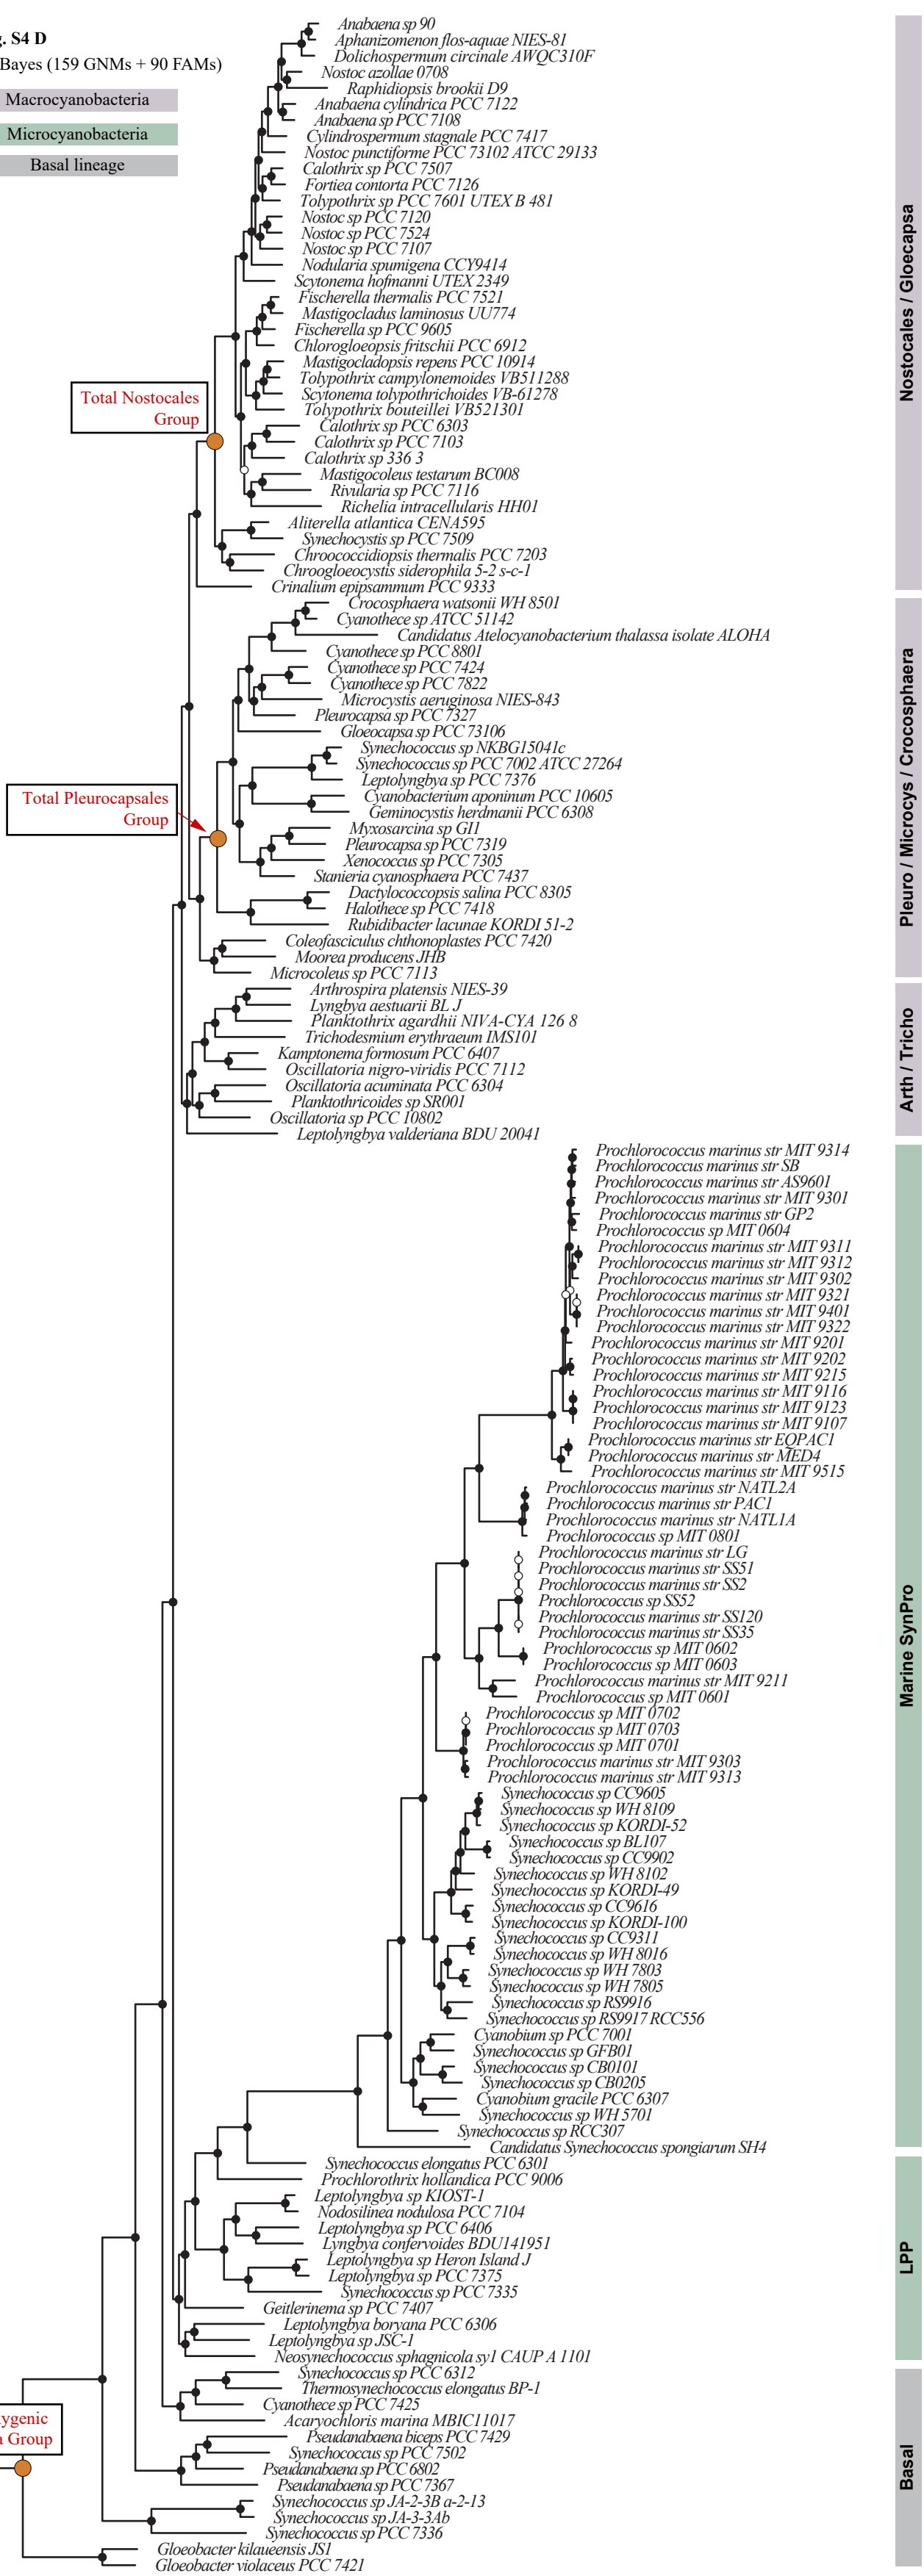 g. S4 D
Bayes (159 GNMs + 90 FAMs)
Macrocyanobacteria
Microcyanobacteria
Basal lineage
Anabaena sp 90
Aphanizomenon flos-aquae NIES-81
Dolichospermum circinale AWQC310F
Nostoc azollae 0708
Raphidiopsis brookii D9
Anabaena cylindrica PCC 7122
Anabaena sp PCC 7108
Cylindrospermum stagnale PCC 7417
Nostoc punctiforme PCC 73102 ATCC 29133
Calothrix sp PCC 7507
Fortiea contorta PCC 7126
Tolypothrix sp PCC 7601 UTEX B 481
Nostoc sp PCC 7120
Nostoc sp PCC 7524
Nostoc sp PCC 7107
Nodularia spumigena CCY9414
Scytonema hofmanni UTEX 2349
Fischerella thermalis PCC 7521
Mastigocladus laminosus UU774
Fischerella sp PCC 9605
Chlorogloeopsis fritschii PCC 6912
Mastigocladopsis repens PCC 10914
Tolypothrix campylonemoides VB511288
Scytonema tolypothrichoides VB-61278
Tolypothrix bouteillei VB521301
Calothrix sp PCC 6303
Calothrix sp PCC 7103
Calothrix sp 336 3
Mastigocoleus testarum BC008
Rivularia sp PCC 7116
Richelia intracellularis HH01
Aliterella atlantica CENA595
Synechocystis sp PCC 7509
Chroococcidiopsis thermalis PCC 7203
Chroogloeocystis siderophila 5-2 s-c-1
Crinalium epipsammum PCC 9333
Nostocales / Gloecapsa
Total Nostocales
Group
Crocosphaera watsonii WH 8501
Cyanothece sp ATCC 51142
Candidatus Atelocyanobacterium thalassa isolate ALOHA
Cyanothece sp PCC 8801
Cyanothece sp PCC 7424
Cyanothece sp PCC 7822
Microcystis aeruginosa NIES-843
Pleurocapsa sp PCC 7327
Gloeocapsa sp PCC 73106
Synechococcus sp NKBG15041c
Synechococcus sp PCC 7002 ATCC 27264
Leptolyngbya sp PCC 7376
Cyanobacterium aponinum PCC 10605
Geminocystis herdmanii PCC 6308
Myxosarcina sp GI1
Pleurocapsa sp PCC 7319
Xenococcus sp PCC 7305
Stanieria cyanosphaera PCC 7437
Dactylococcopsis salina PCC 8305
Halothece sp PCC 7418
Rubidibacter lacunae KORDI 51-2
Coleofasciculus chthonoplastes PCC 7420
Moorea producens JHB
Microcoleus sp PCC 7113
Pleuro / Microcys / Crocosphaera
Total Pleurocapsales
Group
Arthrospira platensis NIES-39
Lyngbya aestuarii BL J
Planktothrix agardhii NIVA-CYA 126 8
Trichodesmium erythraeum IMS101
Kamptonema formosum PCC 6407
Oscillatoria nigro-viridis PCC 7112
Oscillatoria acuminata PCC 6304
Planktothricoides sp SR001
Oscillatoria sp PCC 10802
Leptolyngbya valderiana BDU 20041
Arth / Tricho
Prochlorococcus marinus str MIT 9314
Prochlorococcus marinus str SB
Prochlorococcus marinus str AS9601
Prochlorococcus marinus str MIT 9301
Prochlorococcus marinus str GP2
Prochlorococcus sp MIT 0604
Prochlorococcus marinus str MIT 9311
Prochlorococcus marinus str MIT 9312
Prochlorococcus marinus str MIT 9302
Prochlorococcus marinus str MIT 9321
Prochlorococcus marinus str MIT 9401
Prochlorococcus marinus str MIT 9322
Prochlorococcus marinus str MIT 9201
Prochlorococcus marinus str MIT 9202
Prochlorococcus marinus str MIT 9215
Prochlorococcus marinus str MIT 9116
Prochlorococcus marinus str MIT 9123
Prochlorococcus marinus str MIT 9107
Prochlorococcus marinus str EQPAC1
Prochlorococcus marinus str MED4
Prochlorococcus marinus str MIT 9515
Prochlorococcus marinus str NATL2A
Prochlorococcus marinus str PAC1
Prochlorococcus marinus str NATL1A
Prochlorococcus sp MIT 0801
Prochlorococcus marinus str LG
Prochlorococcus marinus str SS51
Prochlorococcus marinus str SS2
Prochlorococcus sp SS52
Prochlorococcus marinus str SS120
Prochlorococcus marinus str SS35
Prochlorococcus sp MIT 0602
Prochlorococcus sp MIT 0603
Prochlorococcus marinus str MIT 9211
Prochlorococcus sp MIT 0601
Prochlorococcus sp MIT 0702
Prochlorococcus sp MIT 0703
Prochlorococcus sp MIT 0701
Prochlorococcus marinus str MIT 9303
Prochlorococcus marinus str MIT 9313
Synechococcus sp CC9605
Synechococcus sp WH 8109
Synechococcus sp KORDI-52
Synechococcus sp BL107
Synechococcus sp CC9902
Synechococcus sp WH 8102
Synechococcus sp KORDI-49
Synechococcus sp CC9616
Synechococcus sp KORDI-100
Synechococcus sp CC9311
Synechococcus sp WH 8016
Synechococcus sp WH 7803
Synechococcus sp WH 7805
Synechococcus sp RS9916
Synechococcus sp RS9917 RCC556
Cyanobium sp PCC 7001
Synechococcus sp GFB01
Synechococcus sp CB0101
Synechococcus sp CB0205
Cyanobium gracile PCC 6307
Synechococcus sp WH 5701
Synechococcus sp RCC307
Candidatus Synechococcus spongiarum SH4
Marine SynPro
Synechococcus elongatus PCC 6301
Prochlorothrix hollandica PCC 9006
Leptolyngbya sp KIOST-1
Nodosilinea nodulosa PCC 7104
Leptolyngbya sp PCC 6406
Lyngbya confervoides BDU141951
Leptolyngbya sp Heron Island J
Leptolyngbya sp PCC 7375
Synechococcus sp PCC 7335
Geitlerinema sp PCC 7407
Leptolyngbya boryana PCC 6306
Leptolyngbya sp JSC-1
Neosynechococcus sphagnicola sy1 CAUP A 1101
LPP
Synechococcus sp PCC 6312
Thermosynechococcus elongatus BP-1
Cyanothece sp PCC 7425
Acaryochloris marina MBIC11017
Pseudanabaena biceps PCC 7429
Synechococcus sp PCC 7502
Pseudanabaena sp PCC 6802
Pseudanabaena sp PCC 7367
Synechococcus sp JA-2-3B a-2-13
Synechococcus sp JA-3-3Ab
Synechococcus sp PCC 7336
Gloeobacter kilaueensis JS1
Gloeobacter violaceus PCC 7421
Basal
ygenic
a Group